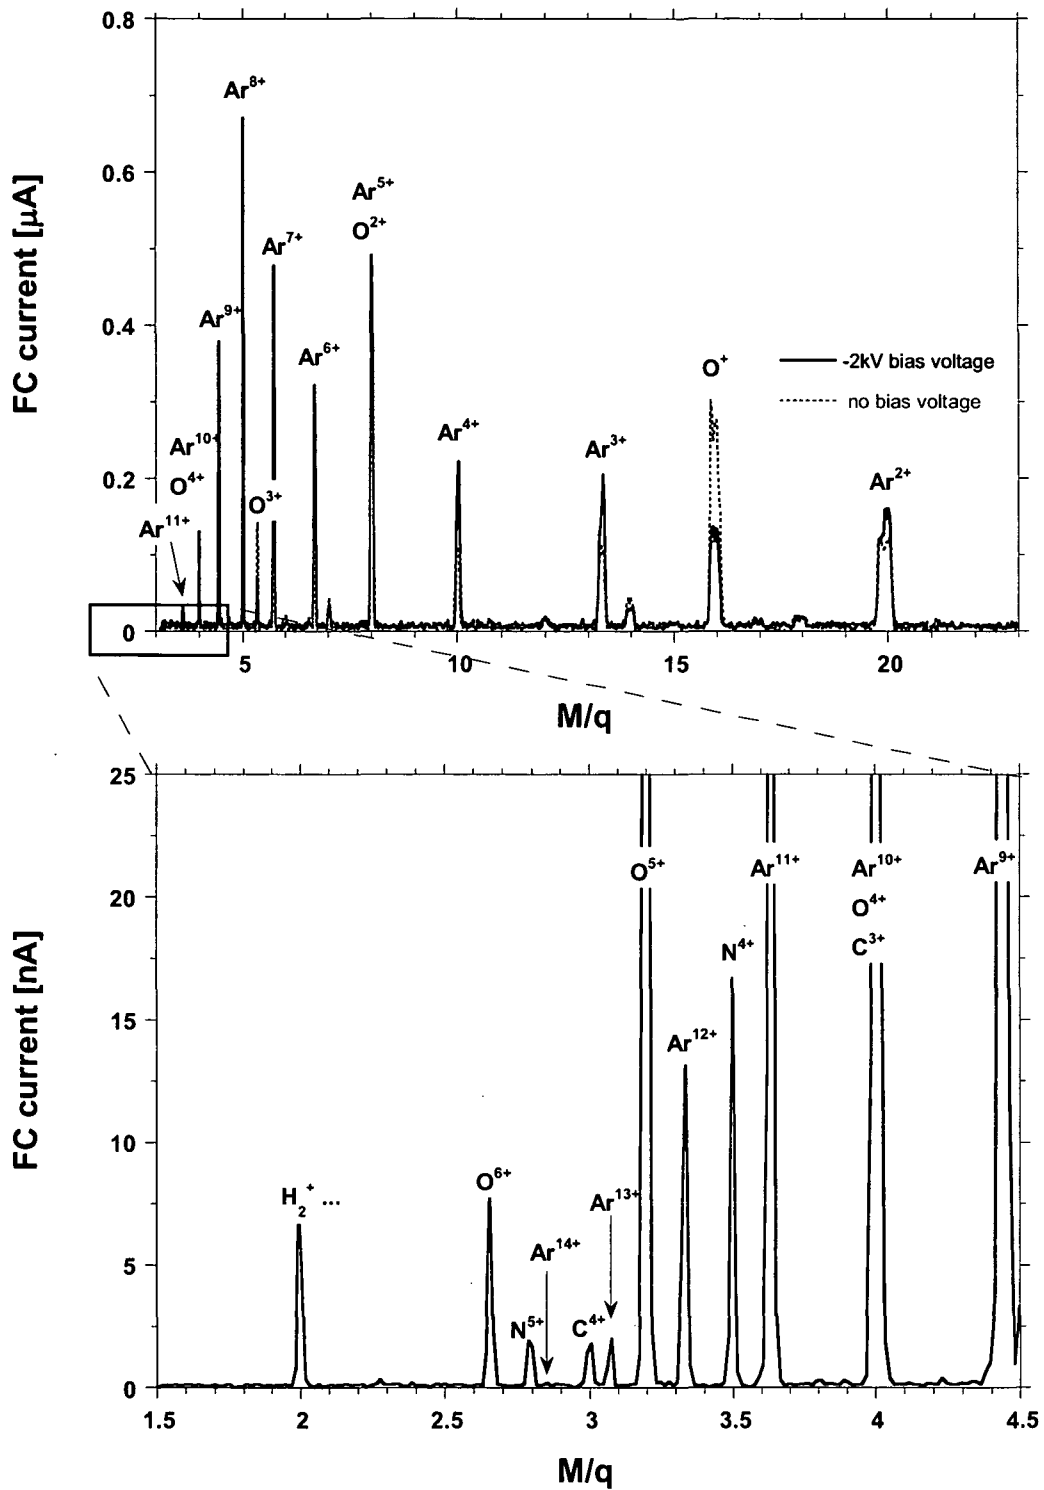 0.8
Ar8+
0.6
Ar5+
O2+
Ar7+
0.4
Ar9+
Ar6+
O+
-2kV bias voltage
no bias voltage
Ar10+
Ar4+
Ar3+
0.2
O4+
O3+
Ar2+
Ar11+
0
FC current [μA]
5 10 15 20
M/q
25
O5+
Ar11+
Ar10+
Ar9+
20
O4+
C3+
N4+
15
Ar12+
10
O6+
H2+ ...
Ar13+
Ar14+
5
N5+
C4+
0
FC current [nA]
1.5 2 2.5 3 3.5 4 4.5
M/q